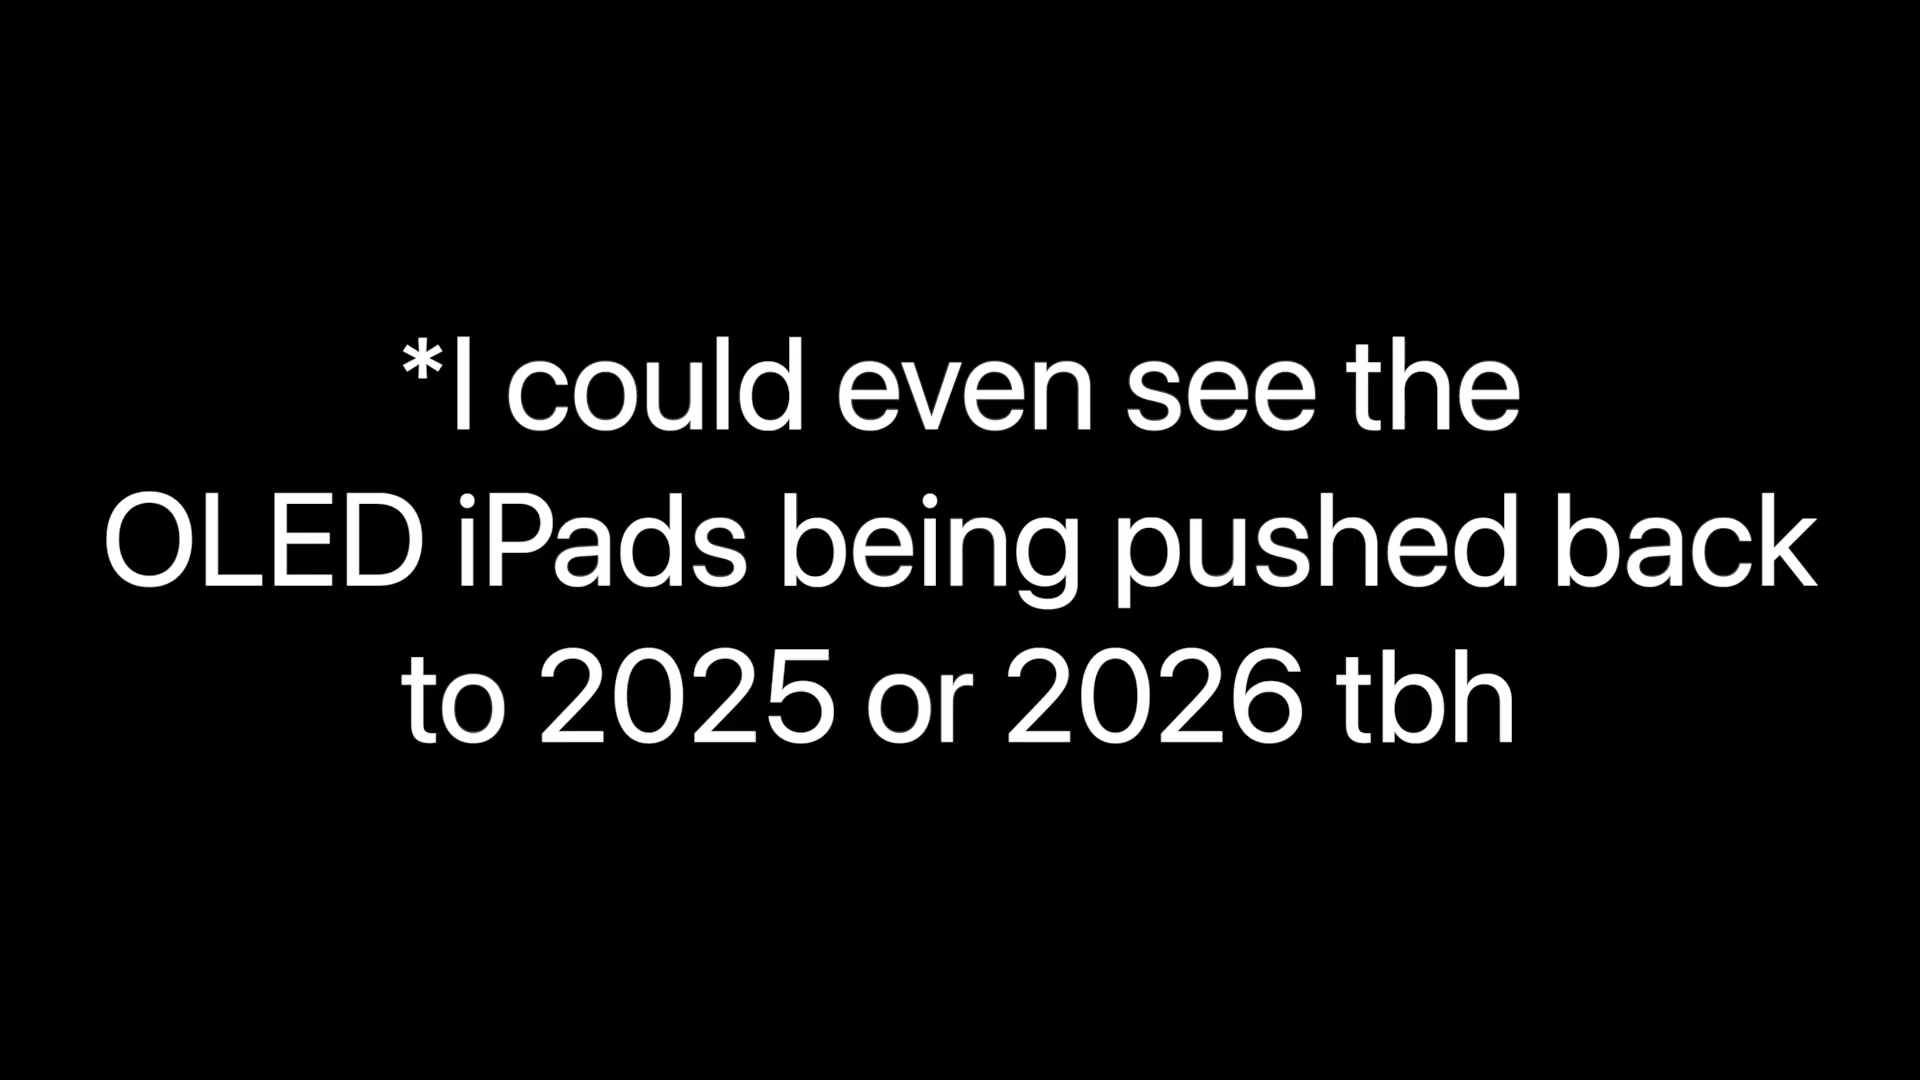 *I could even see the
OLED iPads being pushed back
to 2025 or 2026 tbh